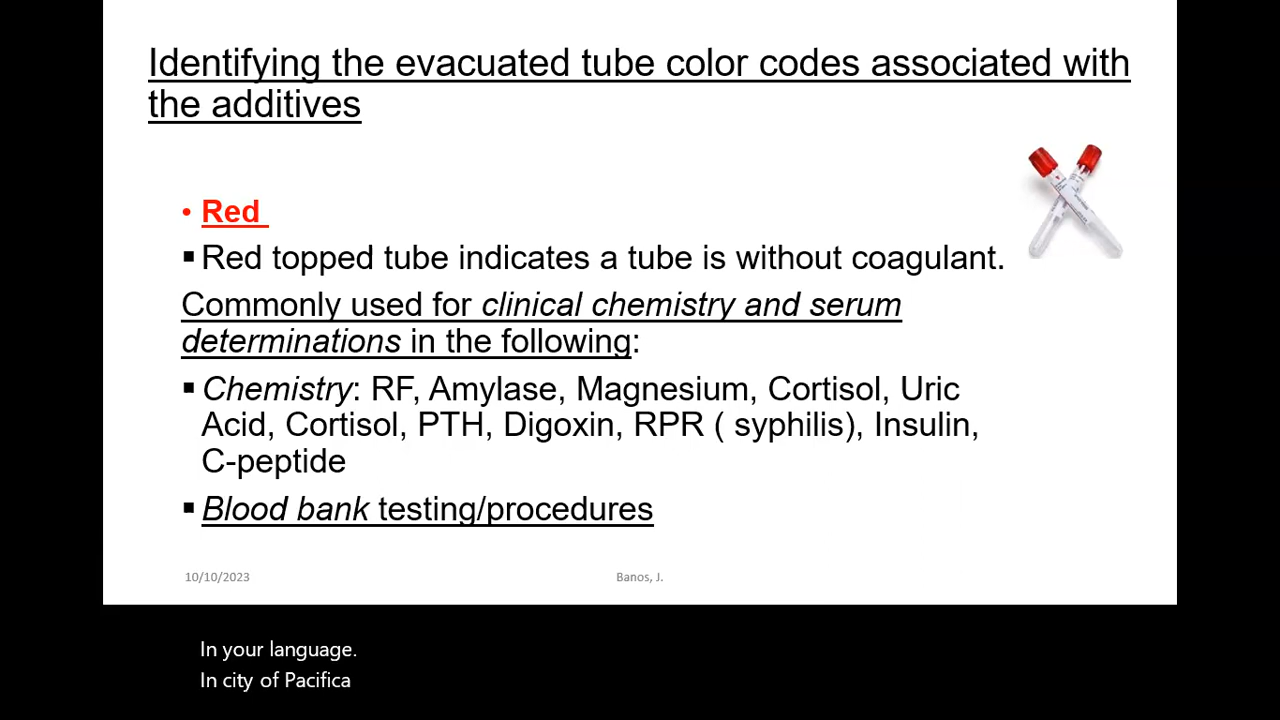 Identifying the evacuated tube color codes associated with
the additives
• Red
▪ Red topped tube indicates a tube is without coagulant.
Commonly used for clinical chemistry and serum
determinations in the following:
▪ Chemistry: RF, Amylase, Magnesium, Cortisol, Uric
Acid, Cortisol, PTH, Digoxin, RPR ( syphilis), Insulin,
C-peptide
▪ Blood bank testing/procedures
10/10/2023
Banos, J.
In your language.
In city of Pacifica